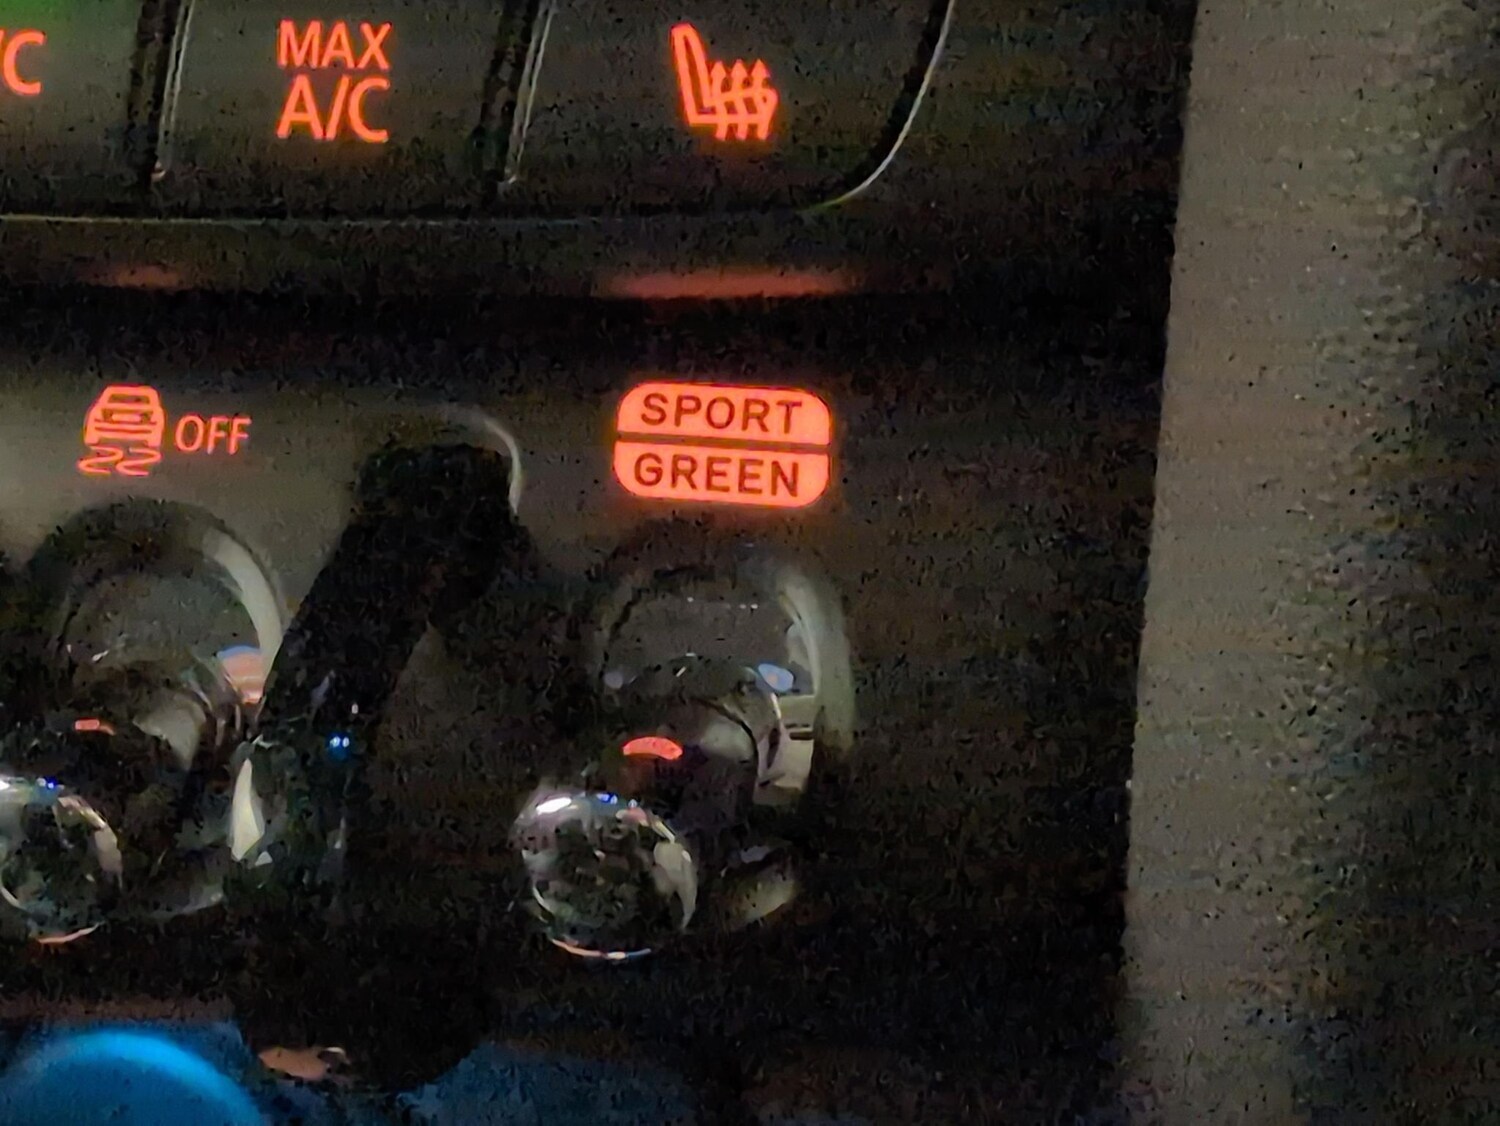 /C
MAX
A/C
OFF
SPORT
GREEN